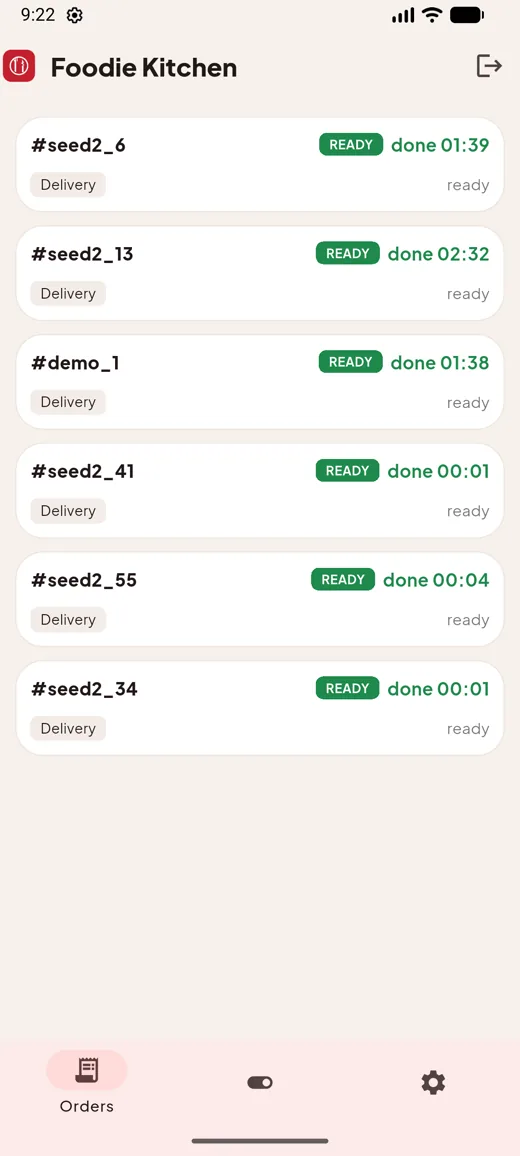 9:22
Foodie Kitchen
#seed2_6 READY done 01:39
Delivery ready
#seed2_13 READY done 02:32
Delivery ready
#demo_1 READY done 01:38
Delivery ready
#seed2_41 READY done 00:01
Delivery ready
#seed2_55 READY done 00:04
Delivery ready
#seed2_34 READY done 00:01
Delivery ready
Orders